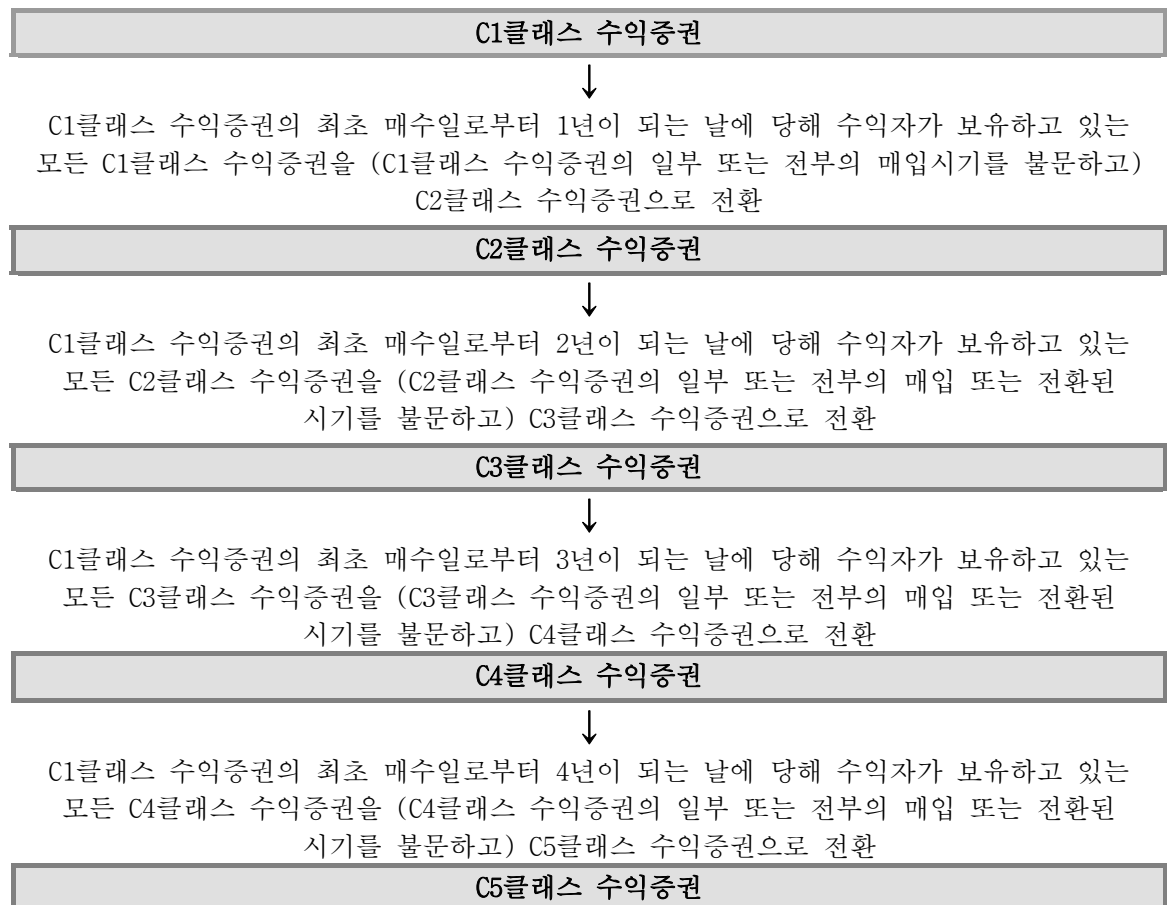 C1클래스 수익증권
↓
C1클래스 수익증권의 최초 매수일로부터 1년이 되는 날에 당해 수익자가 보유하고 있는
모든 C1클래스 수익증권을 (C1클래스 수익증권의 일부 또는 전부의 매입시기를 불문하고)
C2클래스 수익증권으로 전환
C2클래스 수익증권
↓
C1클래스 수익증권의 최초 매수일로부터 2년이 되는 날에 당해 수익자가 보유하고 있는
모든 C2클래스 수익증권을 (C2클래스 수익증권의 일부 또는 전부의 매입 또는 전환된
시기를 불문하고) C3클래스 수익증권으로 전환
C3클래스 수익증권
↓
C1클래스 수익증권의 최초 매수일로부터 3년이 되는 날에 당해 수익자가 보유하고 있는
모든 C3클래스 수익증권을 (C3클래스 수익증권의 일부 또는 전부의 매입 또는 전환된
시기를 불문하고) C4클래스 수익증권으로 전환
C4클래스 수익증권
↓
C1클래스 수익증권의 최초 매수일로부터 4년이 되는 날에 당해 수익자가 보유하고 있는
모든 C4클래스 수익증권을 (C4클래스 수익증권의 일부 또는 전부의 매입 또는 전환된
시기를 불문하고) C5클래스 수익증권으로 전환
C5클래스 수익증권